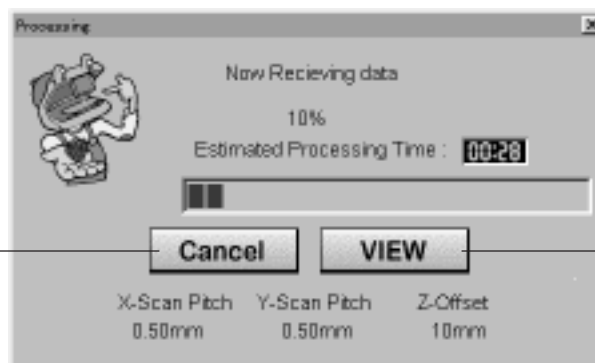 Processing
Now Recieving data
10%
Estimated Processing Time : 00:28
Cancel VIEW
X-Scan Pitch Y-Scan Pitch Z-Offset
0.50mm 0.50mm 10mm